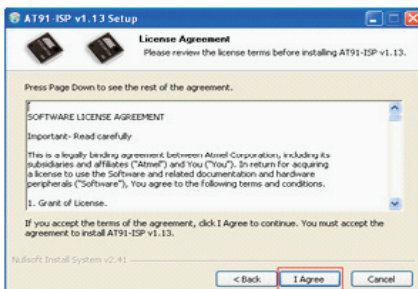 AT91-ISP v1.13 Setup
License Agreement
Please review the license terms before installing AT91-ISP v1.13.
Press Page Down to see the rest of the agreement.
SOFTWARE LICENSE AGREEMENT
Important- Read carefully
This is a legally binding agreement between Atmel Corporation, including its
subsidiaries and affiliates ("Atmel") and You ("You"). In return for acquiring
a license to use the Software and related documentation and hardware
peripherals ("Software"), You agree to the following terms and conditions.
1. Grant of License.
If you accept the terms of the agreement, click I Agree to continue. You must accept the
agreement to install AT91-ISP v1.13.
Nullsoft Install System v2.41
< Back
I Agree
Cancel